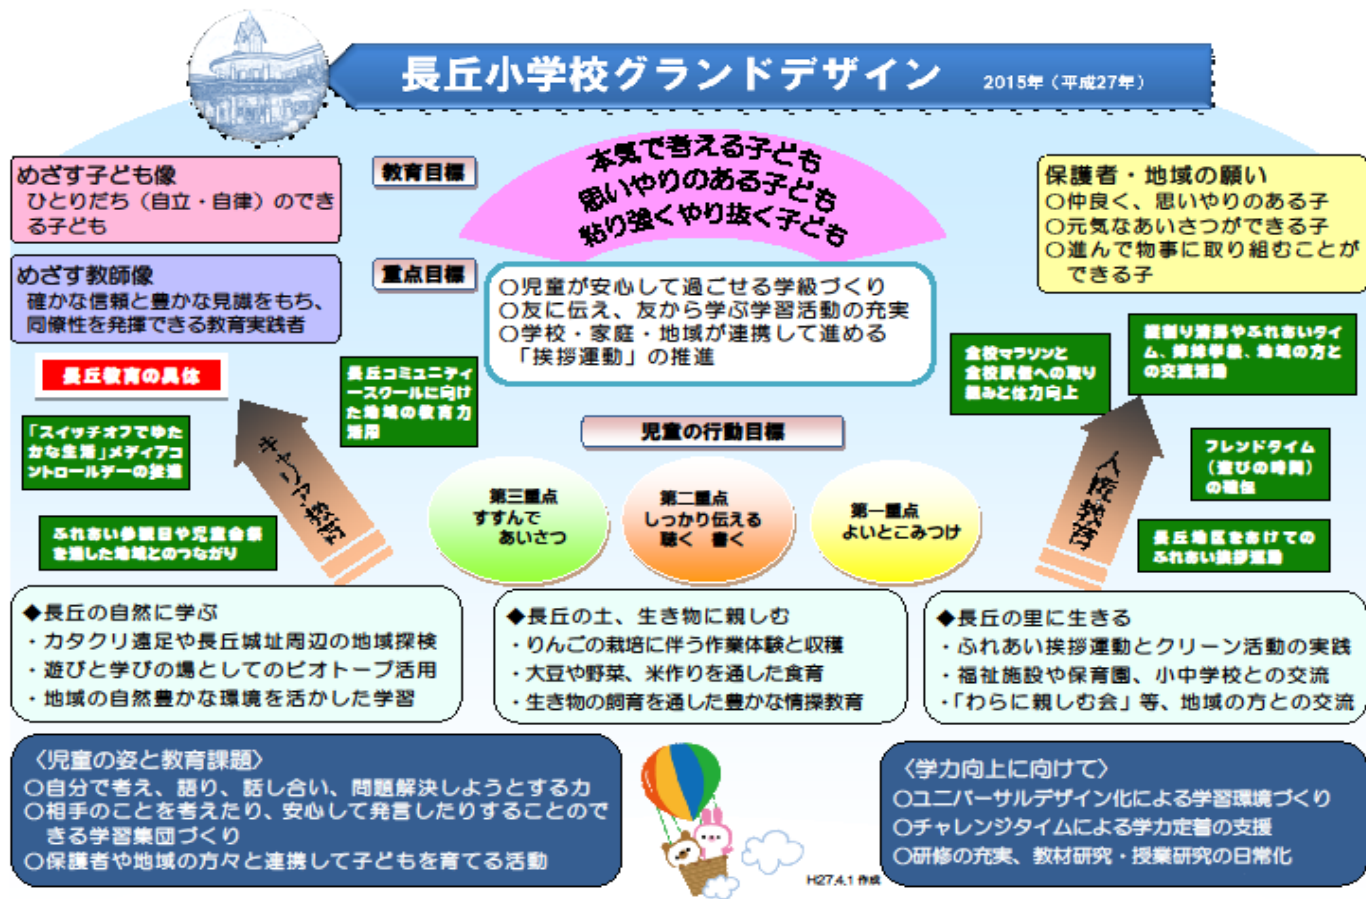 長丘小学校グランドデザイン 2015年（平成27年）
めざす子ども像
ひとりだち（自立・自律）のでき
る子ども
教育目標
本気で考える子ども
思いやりのある子ども
粘り強くやり抜く子ども
保護者・地域の願い
○仲良く、思いやりのある子
○元気なあいさつができる子
○進んで物事に取り組むことが
できる子
めざす教師像
確かな信頼と豊かな見識をもち、
同僚性を発揮できる教育実践者
重点目標
○児童が安心して過ごせる学級づくり
○友に伝え、友から学ぶ学習活動の充実
○学校・家庭・地域が連携して進める
「挨拶運動」の推進
長丘教育の具体
長丘コミュニティ
ースクールに向け
た地域の教育力
活用
「スイッチオフでゆた
かな生活」メディアコ
ントロールデーの推進
ふれあい参観日や児童会祭
を通した地域とのつながり
キャリア教育
全校マラソンと
全校縄跳への取り
組みと体力向上
縦割り清掃やふれあいタイ
ム、姉妹学級、地域の方と
の交流活動
フレンドタイム
（遊びの時間）
の確保
長丘地区をあげての
ふれあい挨拶運動
人権教育
児童の行動目標
第三重点
すすんで
あいさつ
第二重点
しっかり伝える
聴く 書く
第一重点
よいとこみつけ
◆長丘の自然に学ぶ
・カタクリ遠足や長丘城址周辺の地域探検
・遊びと学びの場としてのビオトープ活用
・地域の自然豊かな環境を活かした学習
◆長丘の土、生き物に親しむ
・りんごの栽培に伴う作業体験と収穫
・大豆や野菜、米作りを通した食育
・生き物の飼育を通した豊かな情操教育
◆長丘の里に生きる
・ふれあい挨拶運動とクリーン活動の実践
・福祉施設や保育園、小中学校との交流
・「わらに親しむ会」等、地域の方との交流
〈児童の姿と教育課題〉
○自分で考え、語り、話し合い、問題解決しようとする力
○相手のことを考えたり、安心して発言したりすることので
きる学習集団づくり
○保護者や地域の方々と連携して子どもを育てる活動
〈学力向上に向けて〉
○ユニバーサルデザイン化による学習環境づくり
○チャレンジタイムによる学力定着の支援
○研修の充実、教材研究・授業研究の日常化
H27.4.1 作成